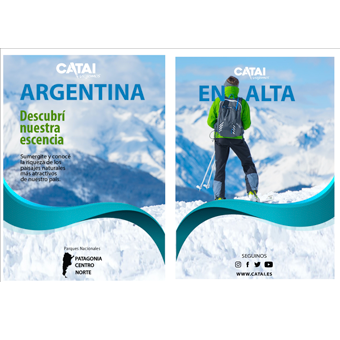 CATAI
ARGENTINA
Descubrí
nuestra
escencia
Sumergite y conocé
la riqueza de los
paisajes naturales
más atractivos
de nuestro país
Parques Nacionales
PATAGONIA
CENTRO
NORTE
CATAI
EN ALTA
SEGUINOS
WWW.CATAI.ES